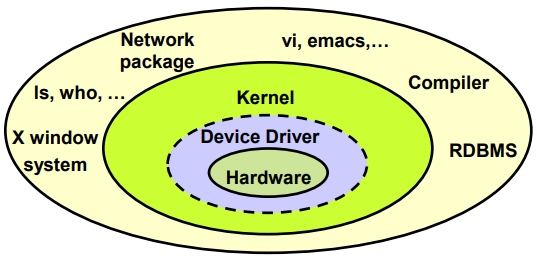 Network
package
vi, emacs,…
ls, who, …
Compiler
Kernel
X window
system
Device Driver
RDBMS
Hardware